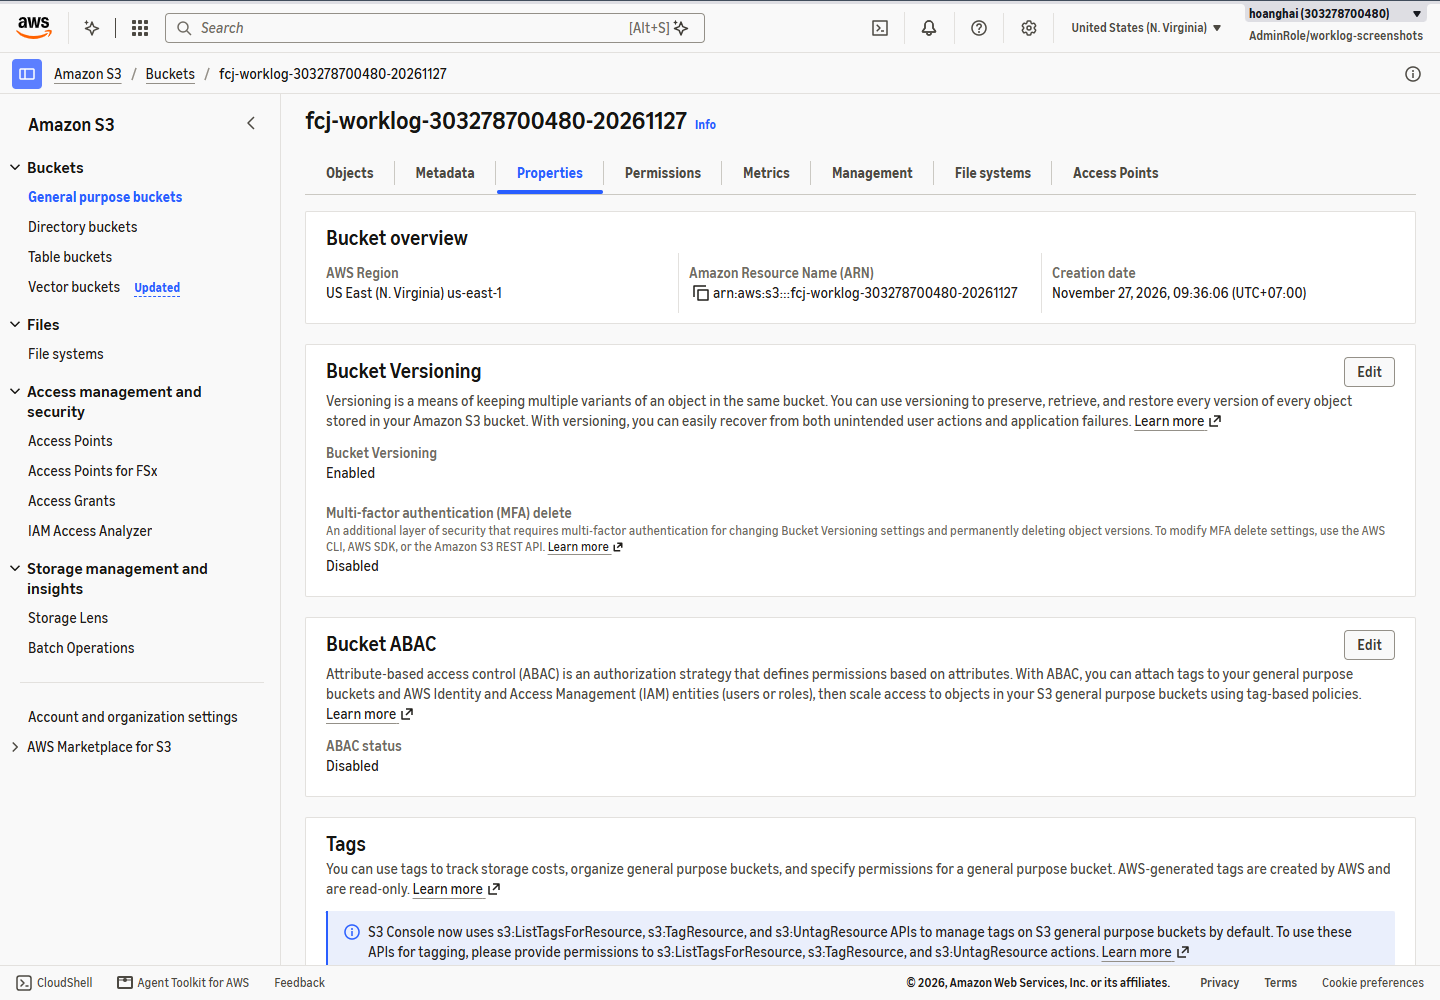 aws
Search
[Alt+S]
United States (N. Virginia)
hoanghai (303278700480)
AdminRole/worklog-screenshots
Amazon S3 / Buckets / fcj-worklog-303278700480-20261127
Amazon S3
Buckets
General purpose buckets
Directory buckets
Table buckets
Vector buckets Updated
Files
File systems
Access management and
security
Access Points
Access Points for FSx
Access Grants
IAM Access Analyzer
Storage management and
insights
Storage Lens
Batch Operations
Account and organization settings
AWS Marketplace for S3
fcj-worklog-303278700480-20261127 Info
Objects
Metadata
Properties
Permissions
Metrics
Management
File systems
Access Points
Bucket overview
AWS Region
US East (N. Virginia) us-east-1
Amazon Resource Name (ARN)
arn:aws:s3:::fcj-worklog-303278700480-20261127
Creation date
November 27, 2026, 09:36:06 (UTC+07:00)
Bucket Versioning
Edit
Versioning is a means of keeping multiple variants of an object in the same bucket. You can use versioning to preserve, retrieve, and restore every version of every object
stored in your Amazon S3 bucket. With versioning, you can easily recover from both unintended user actions and application failures. Learn more
Bucket Versioning
Enabled
Multi-factor authentication (MFA) delete
An additional layer of security that requires multi-factor authentication for changing Bucket Versioning settings and permanently deleting object versions. To modify MFA delete settings, use the AWS
CLI, AWS SDK, or the Amazon S3 REST API. Learn more
Disabled
Bucket ABAC
Edit
Attribute-based access control (ABAC) is an authorization strategy that defines permissions based on attributes. With ABAC, you can attach tags to your general purpose
buckets and AWS Identity and Access Management (IAM) entities (users or roles), then scale access to objects in your S3 general purpose buckets using tag-based policies.
Learn more
ABAC status
Disabled
Tags
You can use tags to track storage costs, organize general purpose buckets, and specify permissions for a general purpose bucket. AWS-generated tags are created by AWS and
are read-only. Learn more
S3 Console now uses s3:ListTagsForResource, s3:TagResource, and s3:UntagResource APIs to manage tags on S3 general purpose buckets by default. To use these
APIs for tagging, please provide permissions to s3:ListTagsForResource, s3:TagResource, and s3:UntagResource actions. Learn more
CloudShell
Agent Toolkit for AWS
Feedback
© 2026, Amazon Web Services, Inc. or its affiliates.
Privacy
Terms
Cookie preferences